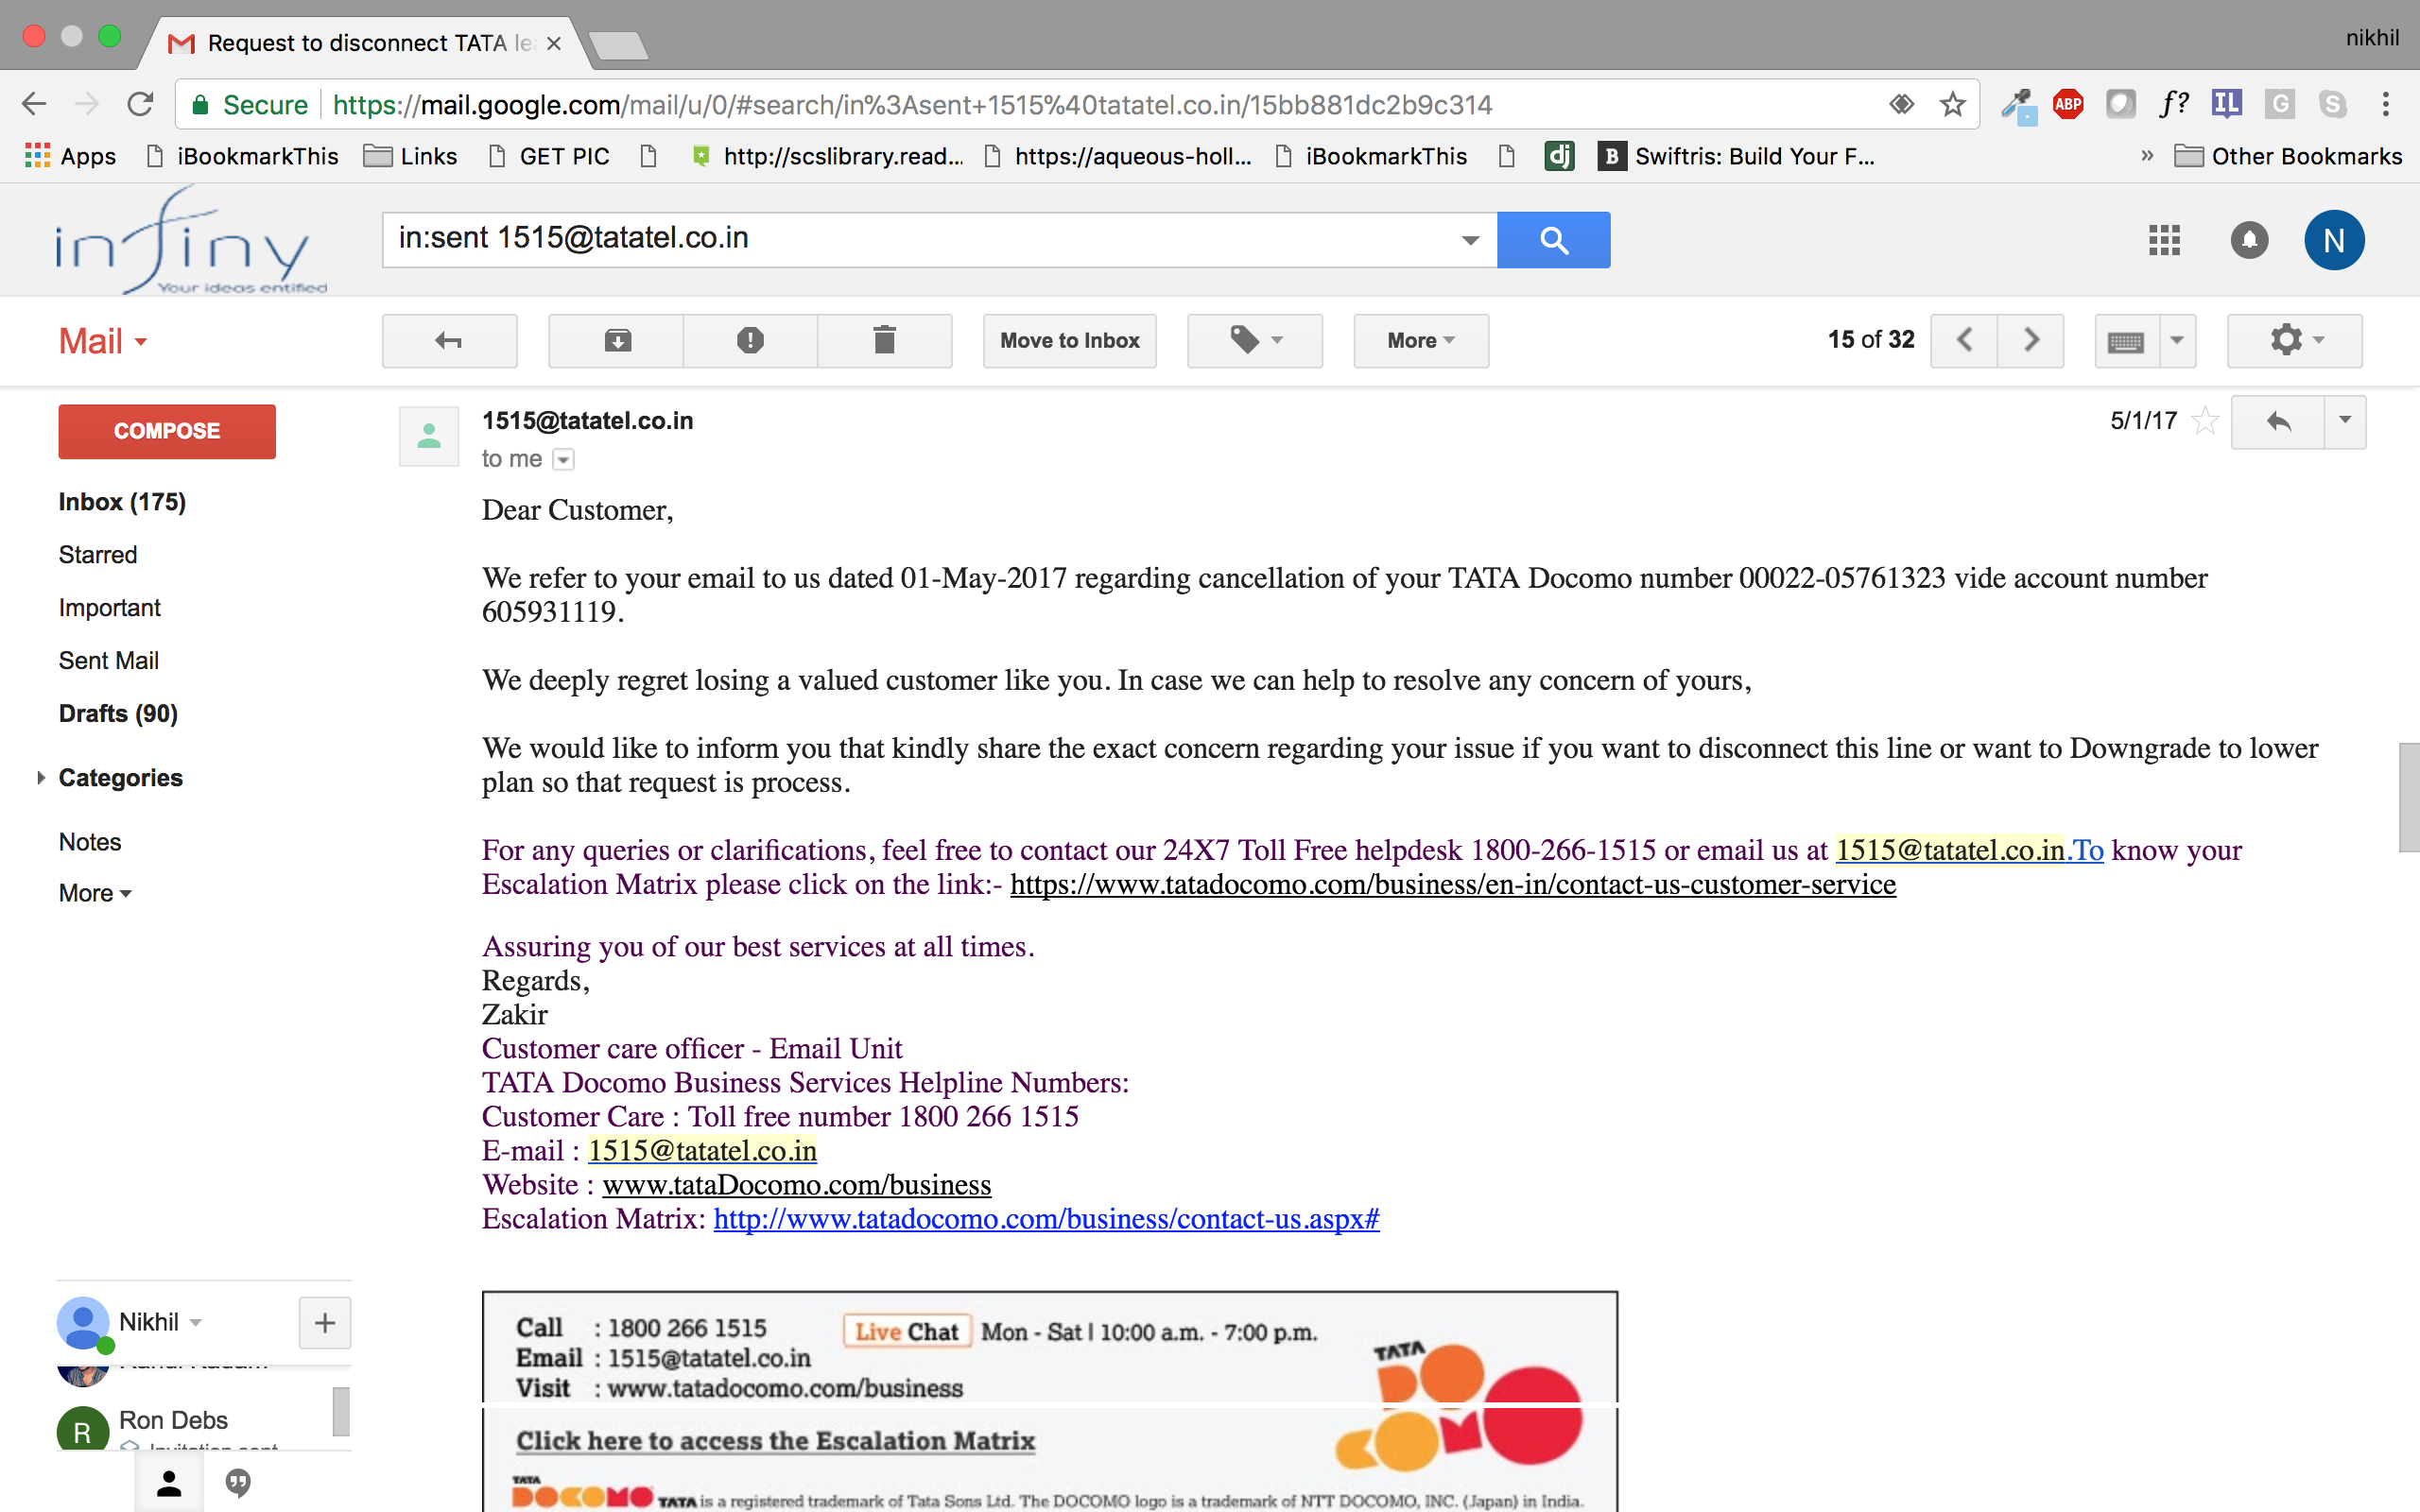 Request to disconnect TATA le
nikhil
Secure https://mail.google.com/mail/u/0/#search/in%3Asent+1515%40tatatel.co.in/15bb881dc2b9c314
ABP f? IL G S
Apps iBookmarkThis Links GET PIC http://scslibrary.read... https://aqueous-holl... iBookmarkThis dj B Swiftris: Build Your F... » Other Bookmarks
infiny
Your ideas entified
in:sent 1515@tatatel.co.in
N
Mail
Move to Inbox
More
15 of 32
COMPOSE
Inbox (175)
Starred
Important
Sent Mail
Drafts (90)
Categories
Notes
More
1515@tatatel.co.in
5/1/17
to me
Dear Customer,
We refer to your email to us dated 01-May-2017 regarding cancellation of your TATA Docomo number 00022-05761323 vide account number
605931119.
We deeply regret losing a valued customer like you. In case we can help to resolve any concern of yours,
We would like to inform you that kindly share the exact concern regarding your issue if you want to disconnect this line or want to Downgrade to lower
plan so that request is process.
For any queries or clarifications, feel free to contact our 24X7 Toll Free helpdesk 1800-266-1515 or email us at 1515@tatatel.co.in.To know your
Escalation Matrix please click on the link:- https://www.tatadocomo.com/business/en-in/contact-us-customer-service
Assuring you of our best services at all times.
Regards,
Zakir
Customer care officer - Email Unit
TATA Docomo Business Services Helpline Numbers:
Customer Care : Toll free number 1800 266 1515
E-mail : 1515@tatatel.co.in
Website : www.tataDocomo.com/business
Escalation Matrix: http://www.tatadocomo.com/business/contact-us.aspx#
Nikhil
R Ron Debs
Call : 1800 266 1515
Live Chat Mon - Sat | 10:00 a.m. - 7:00 p.m.
Email : 1515@tatatel.co.in
Visit : www.tatadocomo.com/business
Click here to access the Escalation Matrix
TATA
DOCOMO
TATA
DOCOMO TATA is a registered trademark of Tata Sons Ltd. The DOCOMO logo is a trademark of NTT DOCOMO, INC. (Japan) in India.